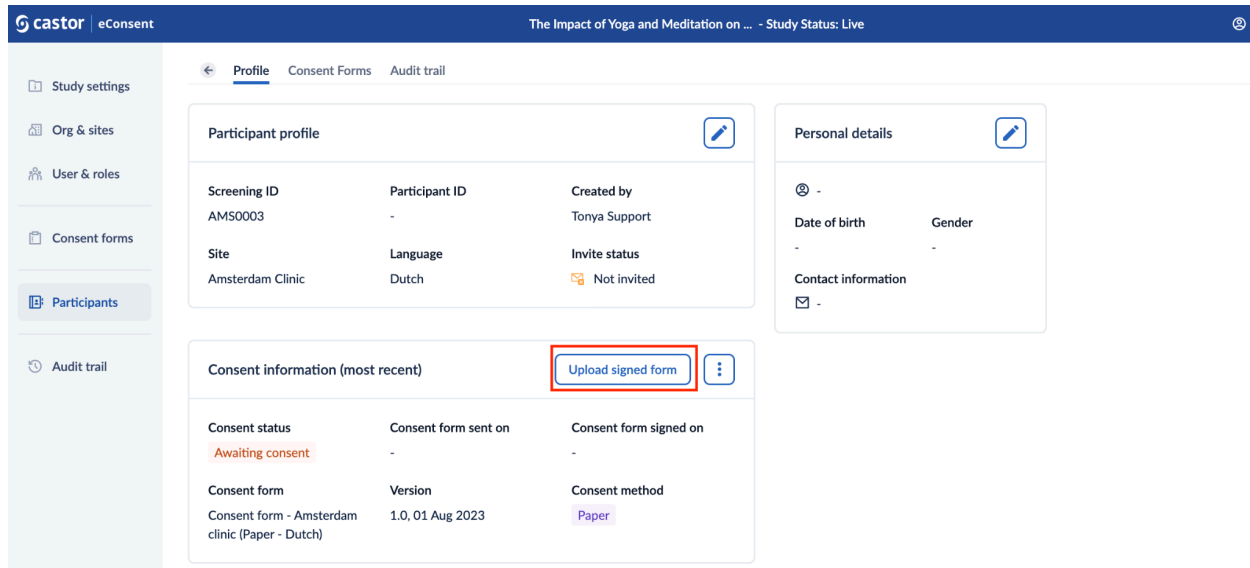 castor | eConsent
The Impact of Yoga and Meditation on ... - Study Status: Live
Study settings
Org & sites
User & roles
Consent forms
Participants
Audit trail
Profile
Consent Forms
Audit trail
Participant profile
Screening ID
AMS0003
Participant ID
-
Created by
Tonya Support
Site
Amsterdam Clinic
Language
Dutch
Invite status
Not invited
Personal details
-
Date of birth
-
Gender
-
Contact information
-
Consent information (most recent)
Upload signed form
Consent status
Awaiting consent
Consent form sent on
-
Consent form signed on
-
Consent form
Consent form - Amsterdam
clinic (Paper - Dutch)
Version
1.0, 01 Aug 2023
Consent method
Paper